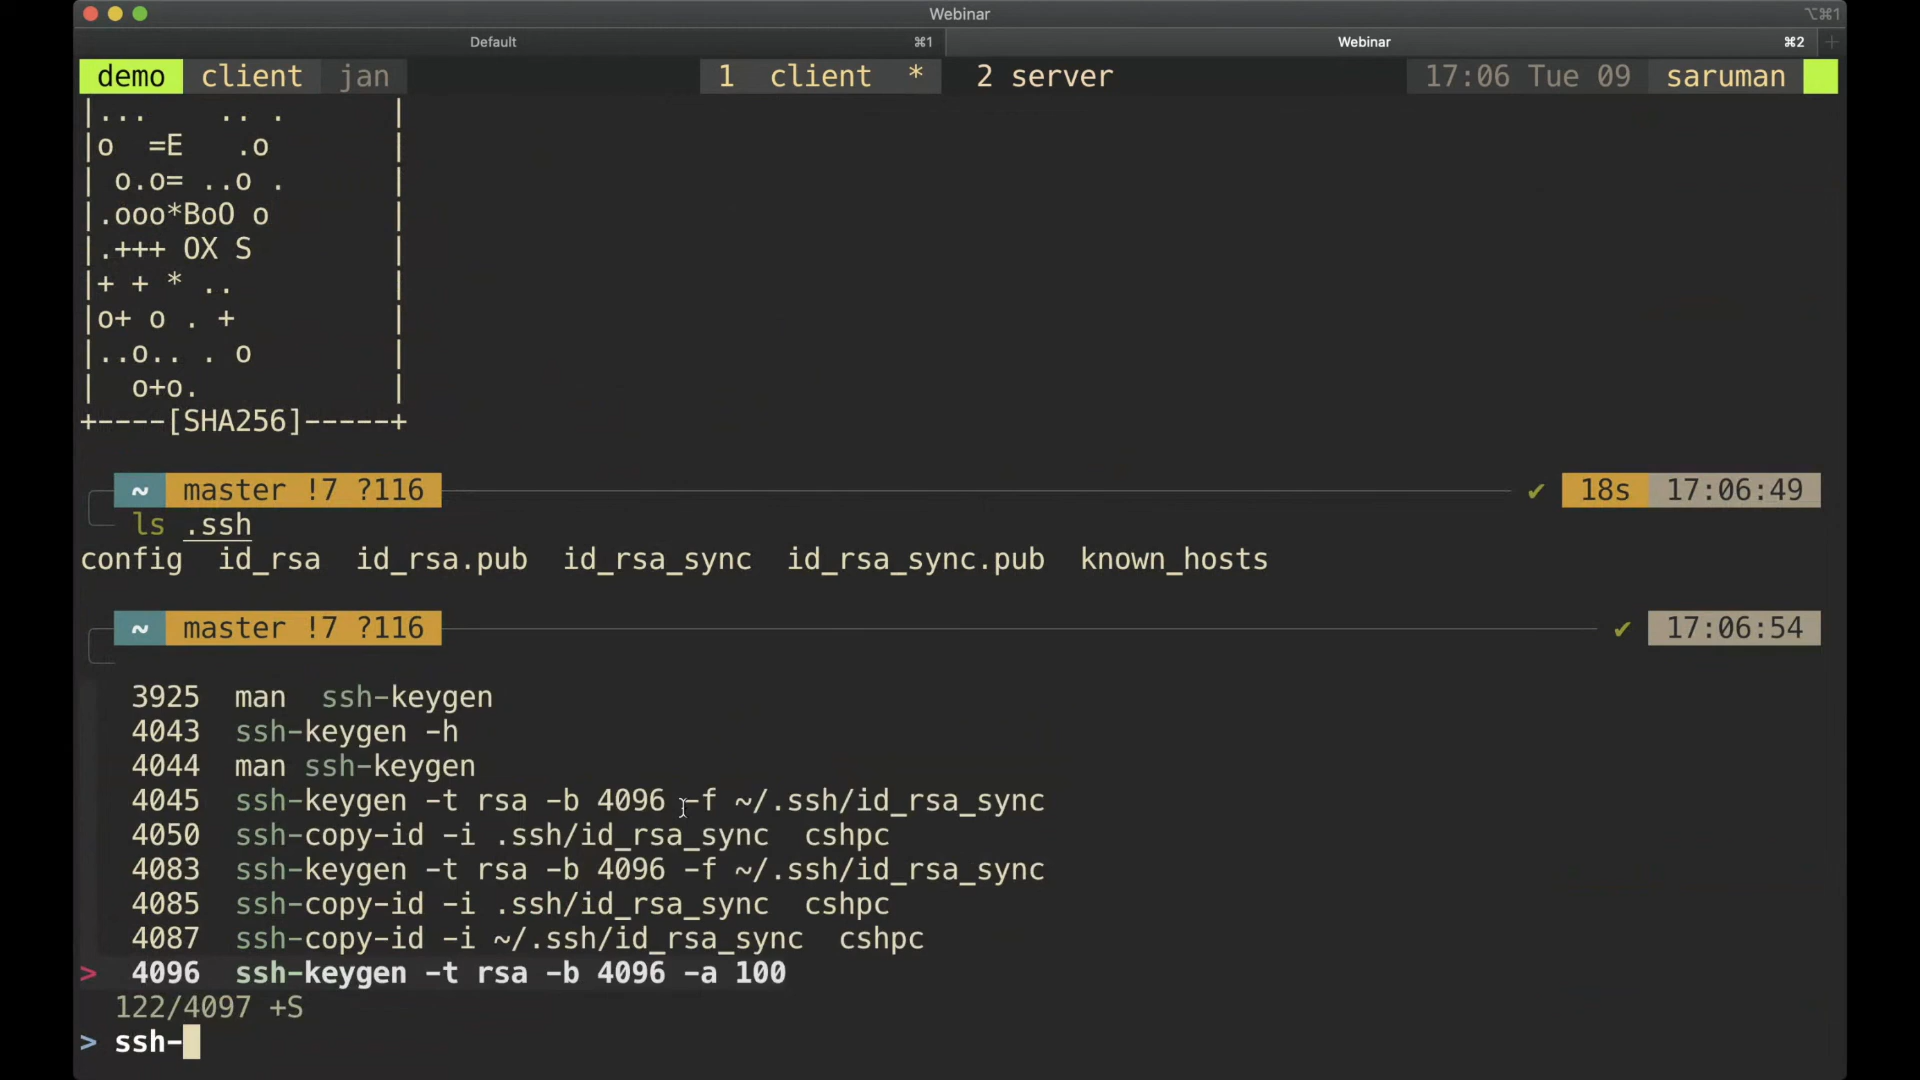 Webinar ⌥⌘1
Default ⌘1 Webinar ⌘2 +
demo client jan 1 client * 2 server 17:06 Tue 09 saruman
|...    .. .      |
|o  =E   .o       |
| o.o= ..o .      |
|.ooo*BoO o       |
|.+++ OX S        |
|+ + * ..         |
|o+ o . +         |
|..o.. . o        |
|  o+o.           |
+----[SHA256]-----+
~ master !7 ?116 ✔ 18s 17:06:49
ls .ssh
config id_rsa id_rsa.pub id_rsa_sync id_rsa_sync.pub known_hosts
~ master !7 ?116 ✔ 17:06:54
3925 man  ssh-keygen
4043 ssh-keygen -h
4044 man ssh-keygen
4045 ssh-keygen -t rsa -b 4096 -f ~/.ssh/id_rsa_sync
4050 ssh-copy-id -i .ssh/id_rsa_sync  cshpc
4083 ssh-keygen -t rsa -b 4096 -f ~/.ssh/id_rsa_sync
4085 ssh-copy-id -i .ssh/id_rsa_sync  cshpc
4087 ssh-copy-id -i ~/.ssh/id_rsa_sync  cshpc
> 4096 ssh-keygen -t rsa -b 4096 -a 100
122/4097 +S
> ssh-